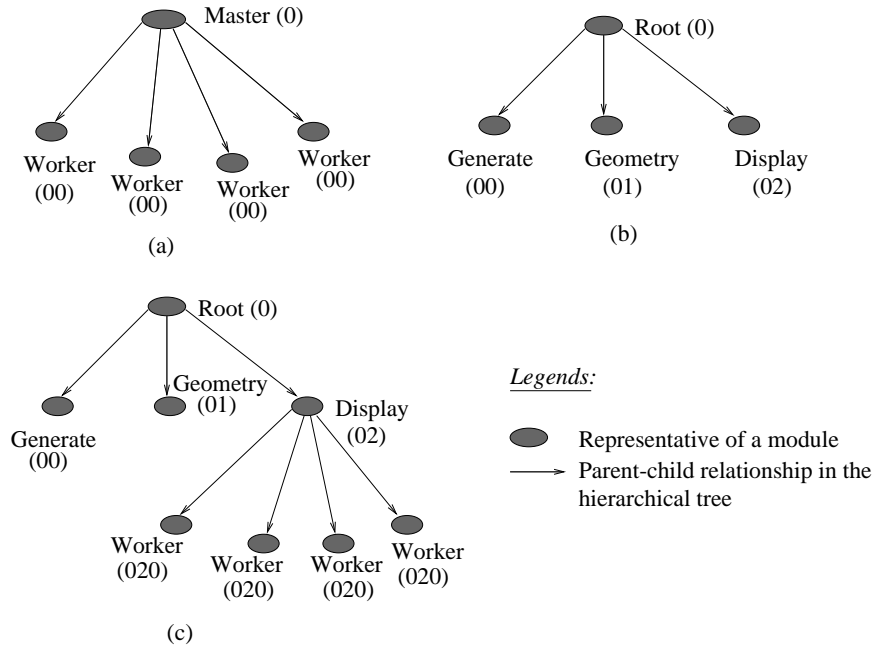 Master (0)
Worker
(00)
Worker
(00)
Worker
(00)
Worker
(00)
(a)
Root (0)
Generate
(00)
Geometry
(01)
Display
(02)
(b)
Root (0)
Generate
(00)
Geometry
(01)
Display
(02)
Worker
(020)
Worker
(020)
Worker
(020)
Worker
(020)
(c)
Legends:
Representative of a module
Parent-child relationship in the
hierarchical tree